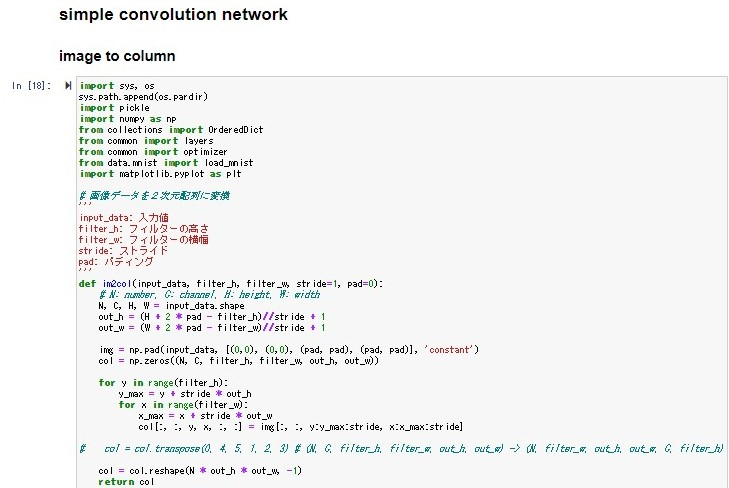 simple convolution network
image to column
In [18]:
import sys, os
sys.path.append(os.pardir)
import pickle
import numpy as np
from collections import OrderedDict
from common import layers
from common import optimizer
from data.mnist import load_mnist
import matplotlib.pyplot as plt
# 画像データを２次元配列に変換
'''
input_data: 入力値
filter_h: フィルターの高さ
filter_w: フィルターの横幅
stride: ストライド
pad: パディング
'''
def im2col(input_data, filter_h, filter_w, stride=1, pad=0):
# N: number, C: channel, H: height, W: width
N, C, H, W = input_data.shape
out_h = (H + 2 * pad - filter_h)//stride + 1
out_w = (W + 2 * pad - filter_w)//stride + 1
img = np.pad(input_data, [(0,0), (0,0), (pad, pad), (pad, pad)], 'constant')
col = np.zeros((N, C, filter_h, filter_w, out_h, out_w))
for y in range(filter_h):
y_max = y + stride * out_h
for x in range(filter_w):
x_max = x + stride * out_w
col[:, :, y, x, :, :] = img[:, :, y:y_max:stride, x:x_max:stride]
# col = col.transpose(0, 4, 5, 1, 2, 3) # (N, C, filter_h, filter_w, out_h, out_w) -> (N, filter_w, out_h, out_w, C, filter_h)
col = col.reshape(N * out_h * out_w, -1)
return col